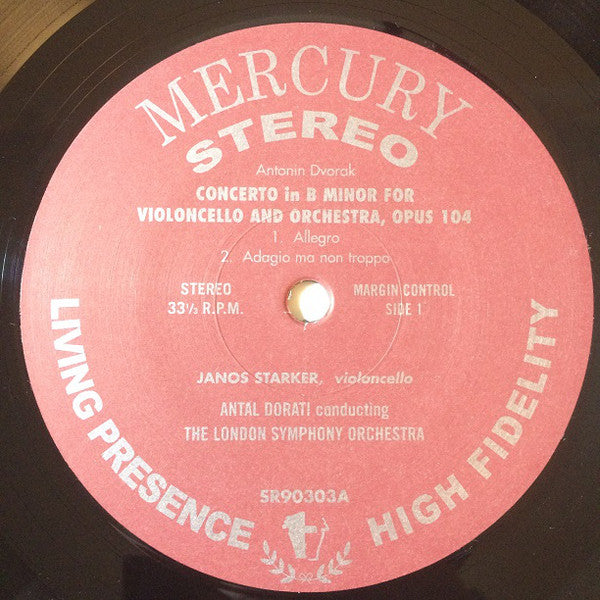 MERCURY
STEREO
Antonin Dvorak
CONCERTO in B MINOR FOR
VIOLONCELLO AND ORCHESTRA, OPUS 104
1. Allegro
2. Adagio ma non troppo
STEREO
33⅓ R.P.M.
MARGIN CONTROL
SIDE 1
JANOS STARKER, violoncello
ANTAL DORATI conducting
THE LONDON SYMPHONY ORCHESTRA
SR90303A
LIVING PRESENCE
HIGH FIDELITY